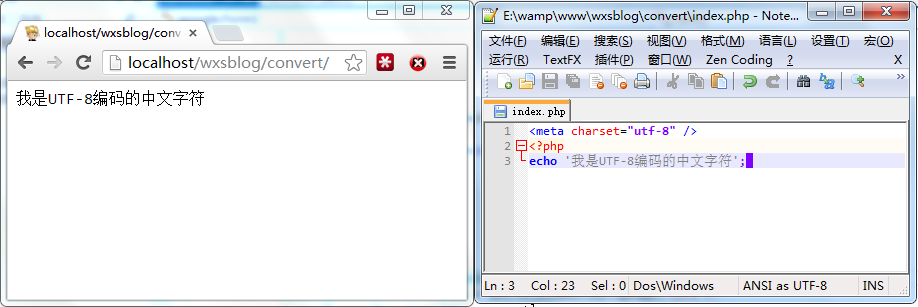 localhost/wxsblog/conv
localhost/wxsblog/convert/
我是UTF-8编码的中文字符
E:\wamp\www\wxsblog\convert\index.php - Note...
文件(F) 编辑(E) 搜索(S) 视图(V) 格式(M) 语言(L) 设置(T) 宏(O)
运行(R) TextFX 插件(P) 窗口(W) Zen Coding ? X
index.php
1 <meta charset="utf-8" />
2 <?php
3 echo '我是UTF-8编码的中文字符';
Ln : 3 Col : 23 Sel : 0 Dos\Windows ANSI as UTF-8 INS